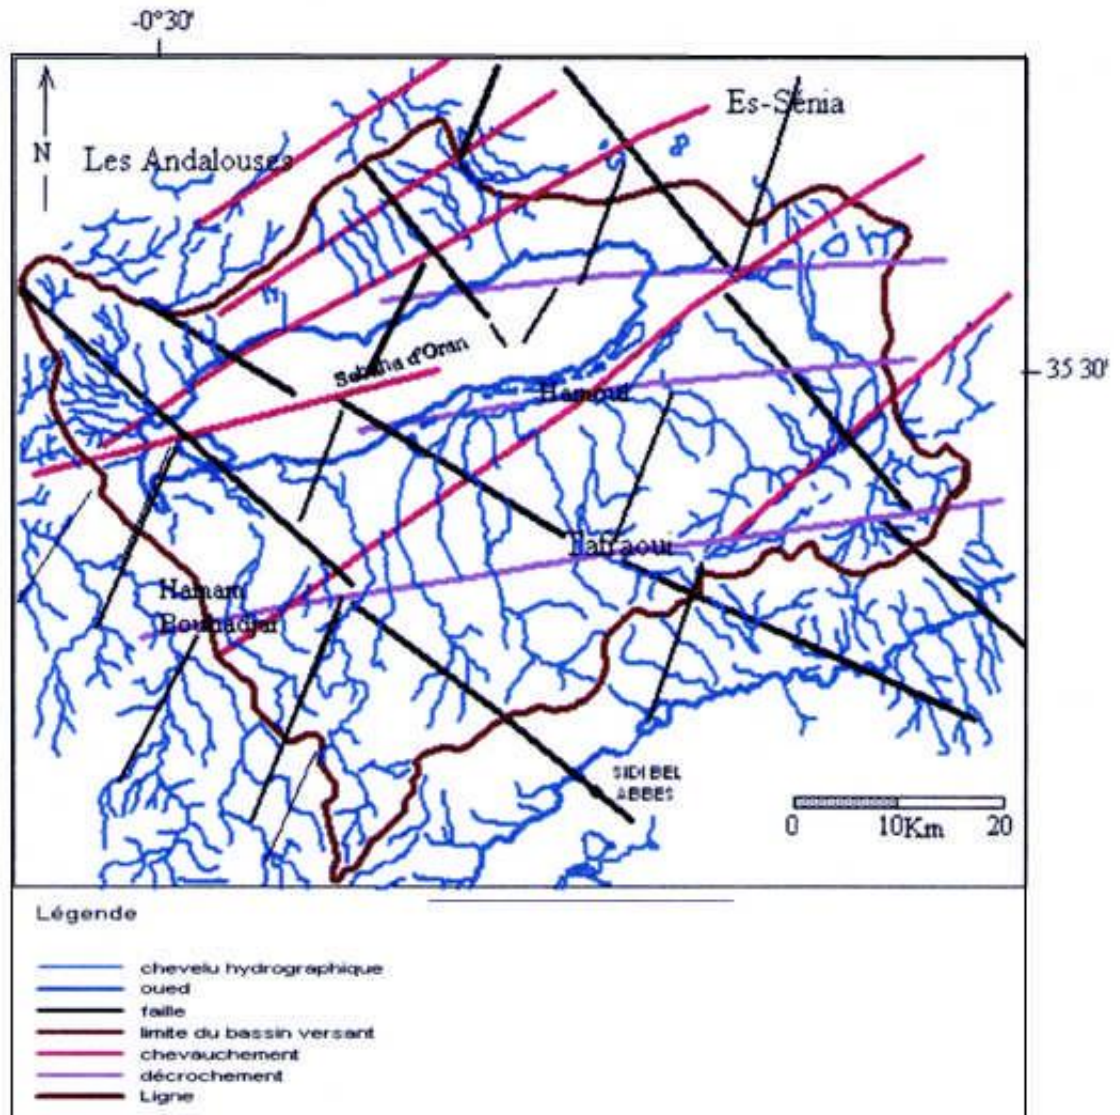 -0°30'
Es-Sénia
N
Les Andalouses
Sebkha d'Oran
35 30'
Hamoul
Tafraoui
Hamam
Bouhadjar
SIDI BEL
ABBES
0 10Km 20
Légende
chevelu hydrographique
oued
faille
limite du bassin versant
chevauchement
décrochement
Ligne